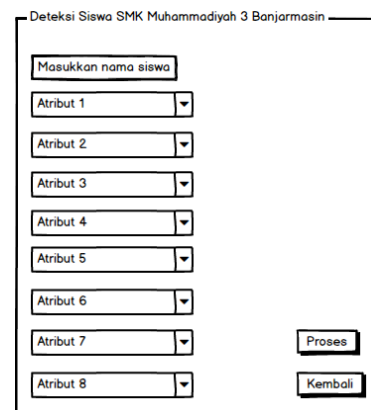 Deteksi Siswa SMK Muhammadiyah 3 Banjarmasin
Masukkan nama siswa
Atribut 1
Atribut 2
Atribut 3
Atribut 4
Atribut 5
Atribut 6
Atribut 7
Proses
Atribut 8
Kembali